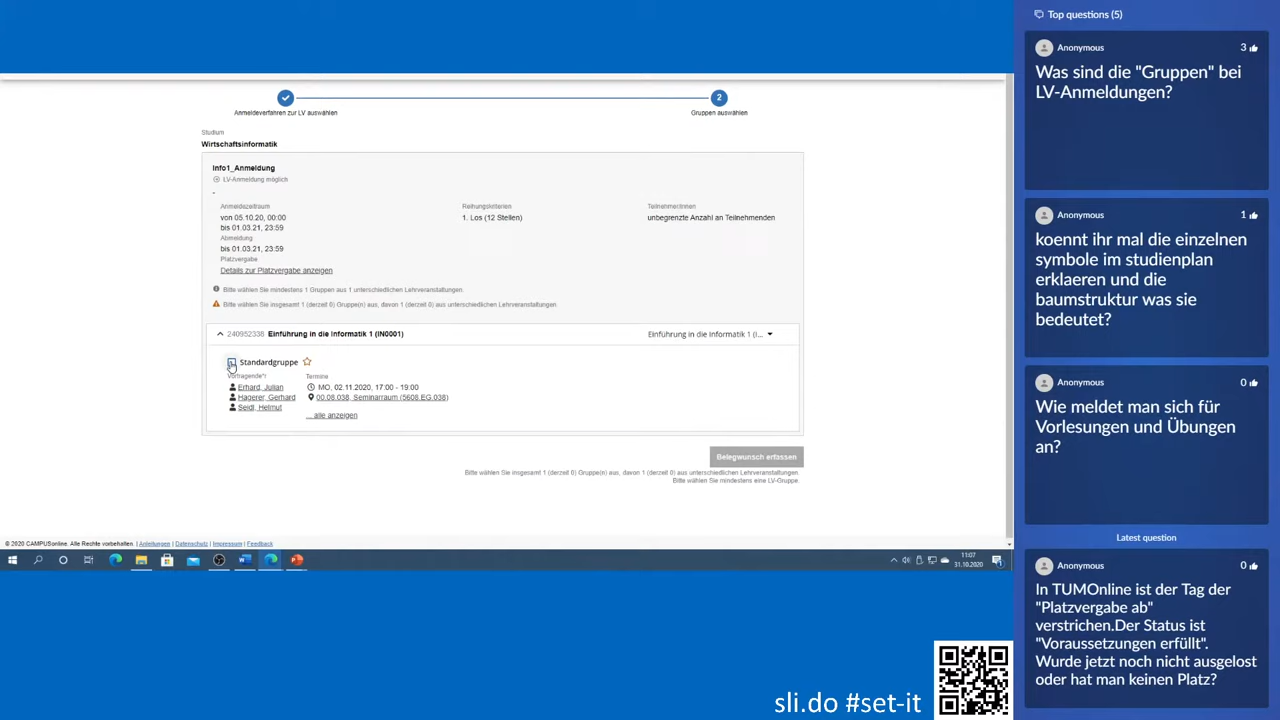 Anmeldeverfahren zur LV auswählen
2
Gruppen auswählen
Studium
Wirtschaftsinformatik
Info1_Anmeldung
LV-Anmeldung möglich
-
Anmeldezeitraum
von 05.10.20, 00:00
bis 01.03.21, 23:59
Abmeldung
bis 01.03.21, 23:59
Platzvergabe
Details zur Platzvergabe anzeigen
Reihungskriterien
1. Los (12 Stellen)
Teilnehmer/innen
unbegrenzte Anzahl an Teilnehmenden
Bitte wählen Sie mindestens 1 Gruppen aus 1 unterschiedlichen Lehrveranstaltungen.
Bitte wählen Sie insgesamt 1 (derzeit 0) Gruppe(n) aus, davon 1 (derzeit 0) aus unterschiedlichen Lehrveranstaltungen.
240952338 Einführung in die Informatik 1 (IN0001)
Einführung in die Informatik 1 (I...
Standardgruppe
Vortragende*r
Erhard, Julian
Hagerer, Gerhard
Seidl, Helmut
Termine
MO, 02.11.2020, 17:00 - 19:00
00.08.038, Seminarraum (5608.EG.038)
... alle anzeigen
Belegwunsch erfassen
Bitte wählen Sie insgesamt 1 (derzeit 0) Gruppe(n) aus, davon 1 (derzeit 0) aus unterschiedlichen Lehrveranstaltungen.
Bitte wählen Sie mindestens eine LV-Gruppe.
© 2020 CAMPUSonline. Alle Rechte vorbehalten. | Anleitungen | Datenschutz | Impressum | Feedback
11:07
31.10.2020
sli.do #set-it
Top questions (5)
Anonymous
3
Was sind die "Gruppen" bei
LV-Anmeldungen?
Anonymous
1
koennt ihr mal die einzelnen
symbole im studienplan
erklaeren und die
baumstruktur was sie
bedeutet?
Anonymous
0
Wie meldet man sich für
Vorlesungen und Übungen
an?
Latest question
Anonymous
0
In TUMOnline ist der Tag der
"Platzvergabe ab"
verstrichen.Der Status ist
"Voraussetzungen erfüllt".
Wurde jetzt noch nicht ausgelost
oder hat man keinen Platz?